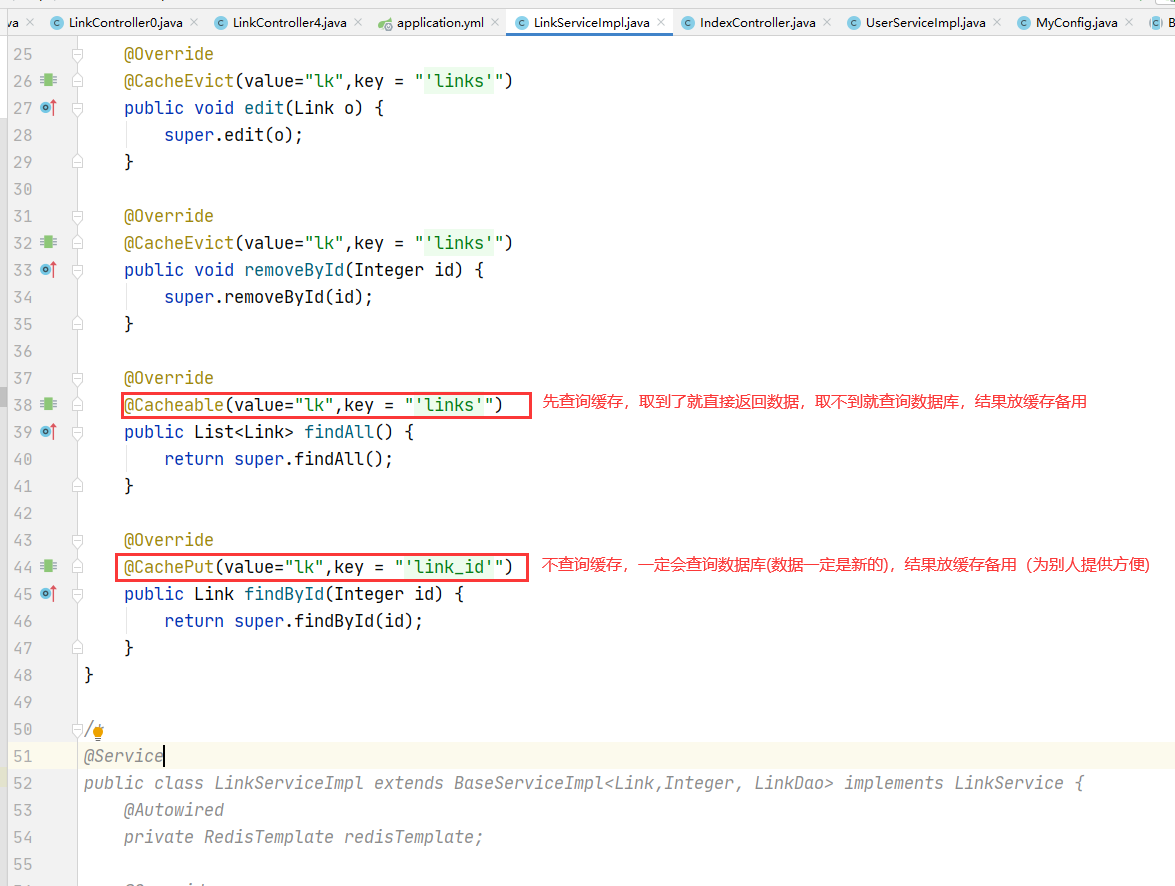 va LinkController0.java LinkController4.java application.yml LinkServiceImpl.java IndexController.java UserServiceImpl.java MyConfig.java B
25 @Override
26 @CacheEvict(value="lk",key = "'links'")
27 public void edit(Link o) {
28 super.edit(o);
29 }
30
31 @Override
32 @CacheEvict(value="lk",key = "'links'")
33 public void removeById(Integer id) {
34 super.removeById(id);
35 }
36
37 @Override
38 @Cacheable(value="lk",key = "'links'") 先查询缓存，取到了就直接返回数据，取不到就查询数据库，结果放缓存备用
39 public List<Link> findAll() {
40 return super.findAll();
41 }
42
43 @Override
44 @CachePut(value="lk",key = "'link_id'") 不查询缓存，一定会查询数据库(数据一定是新的)，结果放缓存备用（为别人提供方便)
45 public Link findById(Integer id) {
46 return super.findById(id);
47 }
48 }
49
50 /*
51 @Service
52 public class LinkServiceImpl extends BaseServiceImpl<Link,Integer, LinkDao> implements LinkService {
53 @Autowired
54 private RedisTemplate redisTemplate;
55